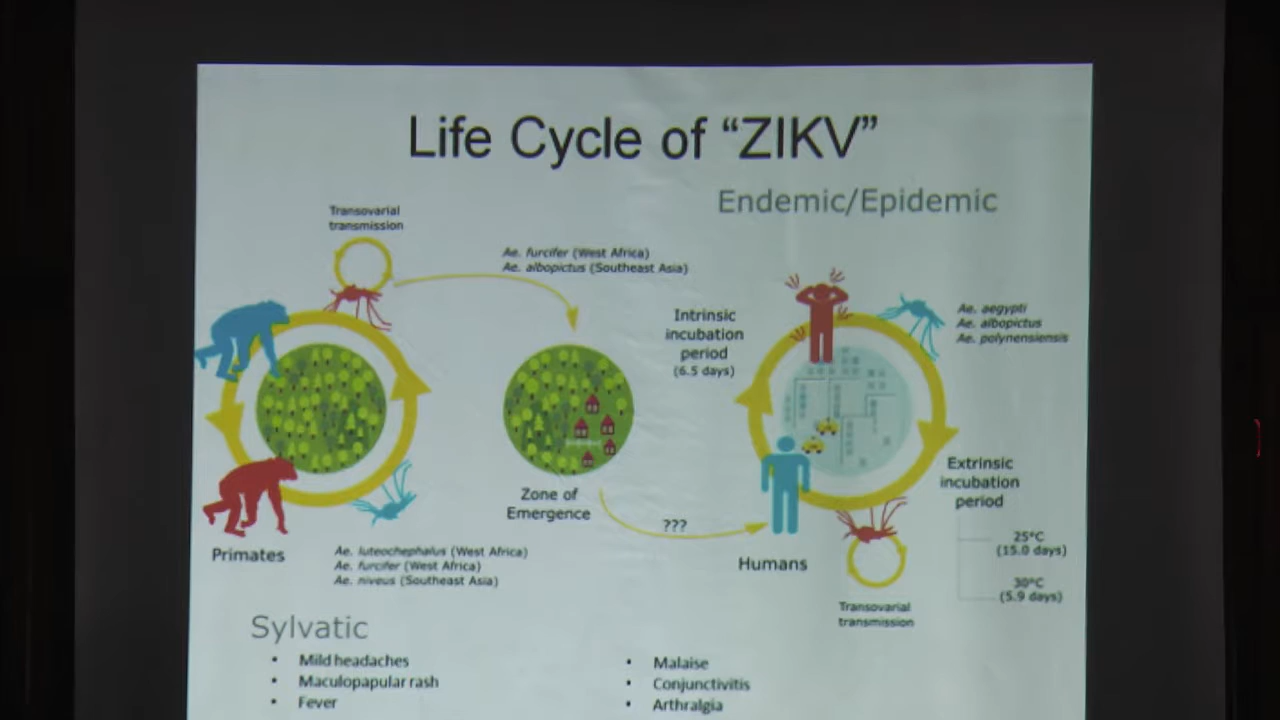 Life Cycle of “ZIKV”
Endemic/Epidemic
Transovarial
transmission
Ae. furcifer (West Africa)
Ae. albopictus (Southeast Asia)
Intrinsic
incubation
period
(6.5 days)
Ae. aegypti
Ae. albopictus
Ae. polynensiensis
Extrinsic
incubation
period
25°C
(15.0 days)
30°C
(5.9 days)
Zone of
Emergence
???
Primates
Humans
Ae. luteochephalus (West Africa)
Ae. furcifer (West Africa)
Ae. niveus (Southeast Asia)
Transovarial
transmission
Sylvatic
• Mild headaches
• Maculopapular rash
• Fever
• Malaise
• Conjunctivitis
• Arthralgia